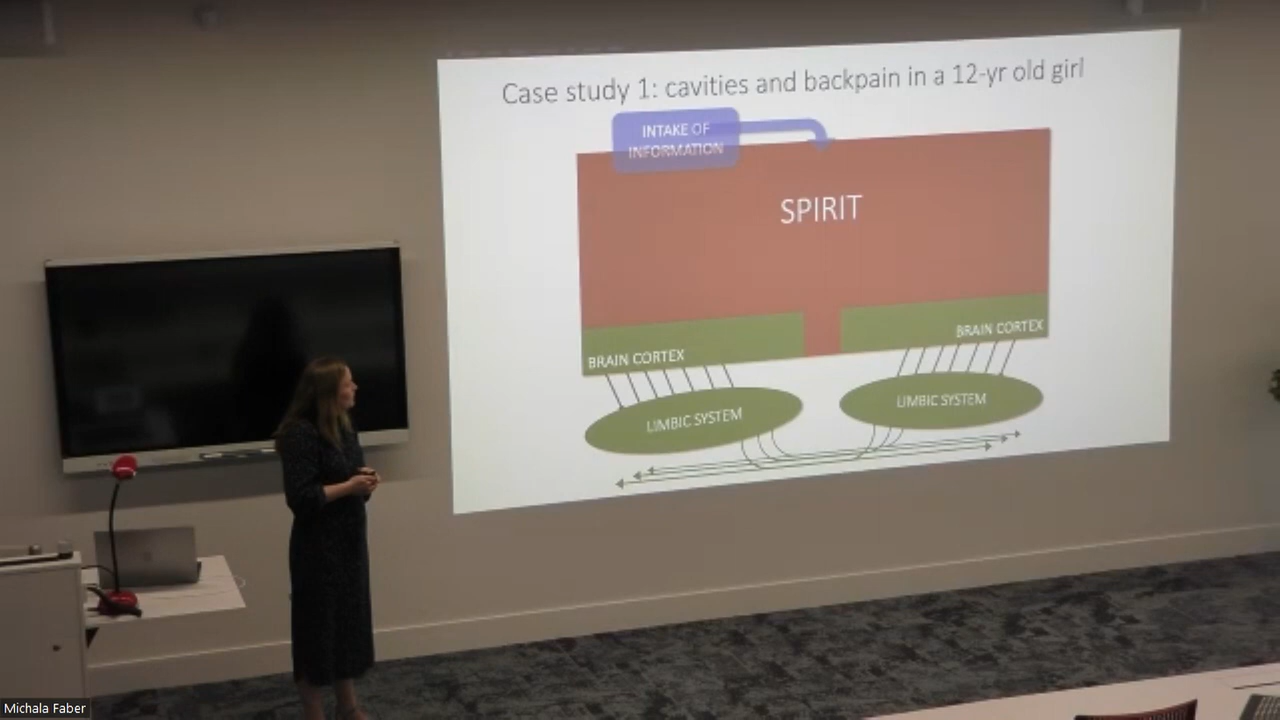 Case study 1: cavities and backpain in a 12-yr old girl
INTAKE OF
INFORMATION
SPIRIT
BRAIN CORTEX
BRAIN CORTEX
LIMBIC SYSTEM
LIMBIC SYSTEM
Michala Faber